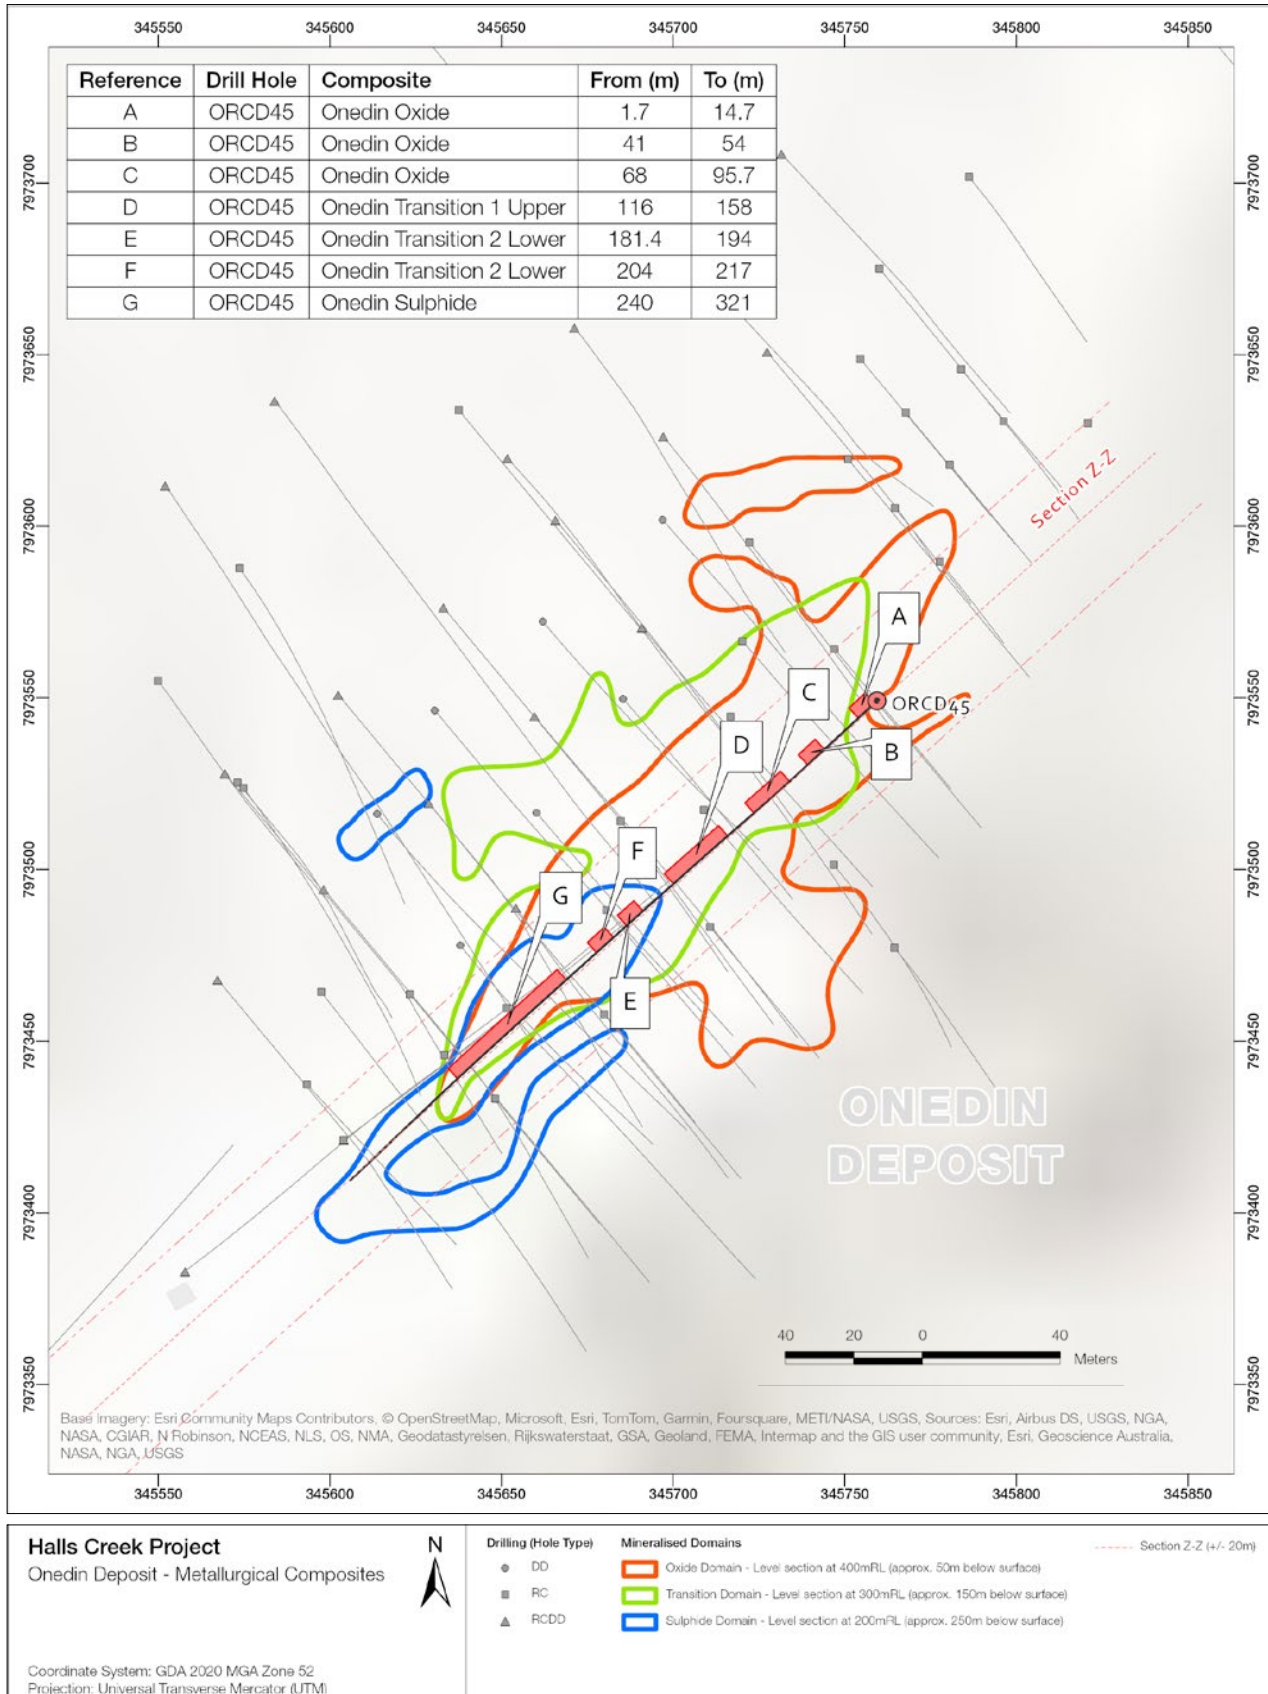 345550 345600 345650 345700 345750 345800 345850
Reference Drill Hole Composite From (m) To (m)
A ORCD45 Onedin Oxide 1.7 14.7
B ORCD45 Onedin Oxide 41 54
C ORCD45 Onedin Oxide 68 95.7
D ORCD45 Onedin Transition 1 Upper 116 158
E ORCD45 Onedin Transition 2 Lower 181.4 194
F ORCD45 Onedin Transition 2 Lower 204 217
G ORCD45 Onedin Sulphide 240 321
7973700 7973700
7973650 7973650
Section Z-Z
7973600 7973600
A
C
7973550 7973550
ORCD45
D
B
F
7973500 7973500
G
E
7973450 7973450
ONEDIN
DEPOSIT
7973400 7973400
40 20 0 40
Meters
7973350 7973350
Base Imagery: Esri Community Maps Contributors, © OpenStreetMap, Microsoft, Esri, TomTom, Garmin, Foursquare, METI/NASA, USGS, Sources: Esri, Airbus DS, USGS, NGA,
NASA, CGIAR, N Robinson, NCEAS, NLS, OS, NMA, Geodatastyrelsen, Rijkswaterstaat, GSA, Geoland, FEMA, Intermap and the GIS user community, Esri, Geoscience Australia,
NASA, NGA, USGS
345550 345600 345650 345700 345750 345800 345850
Halls Creek Project
Onedin Deposit - Metallurgical Composites
N
Coordinate System: GDA 2020 MGA Zone 52
Projection: Universal Transverse Mercator (UTM)
Drilling (Hole Type)
DD
RC
RCDD
Mineralised Domains
Oxide Domain - Level section at 400mRL (approx. 50m below surface)
Transition Domain - Level section at 300mRL (approx. 150m below surface)
Sulphide Domain - Level section at 200mRL (approx. 250m below surface)
Section Z-Z (+/- 20m)